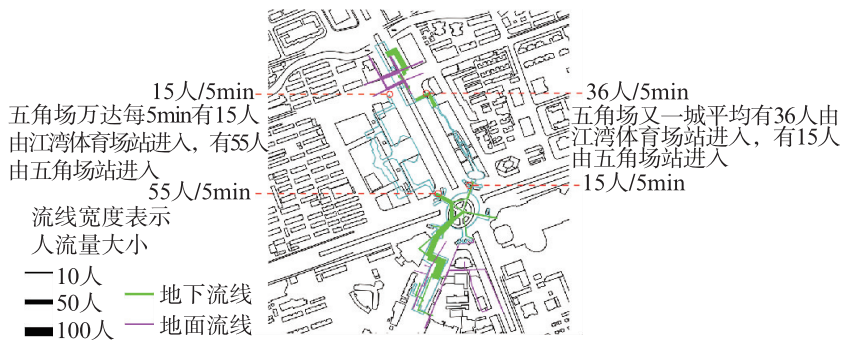 15人/5min
五角场万达每5min有15人
由江湾体育场站进入，有55人
由五角场站进入
55人/5min
36人/5min
五角场又一城平均有36人由
江湾体育场站进入，有15人
由五角场站进入
15人/5min
流线宽度表示
人流量大小
10人
50人
100人
地下流线
地面流线